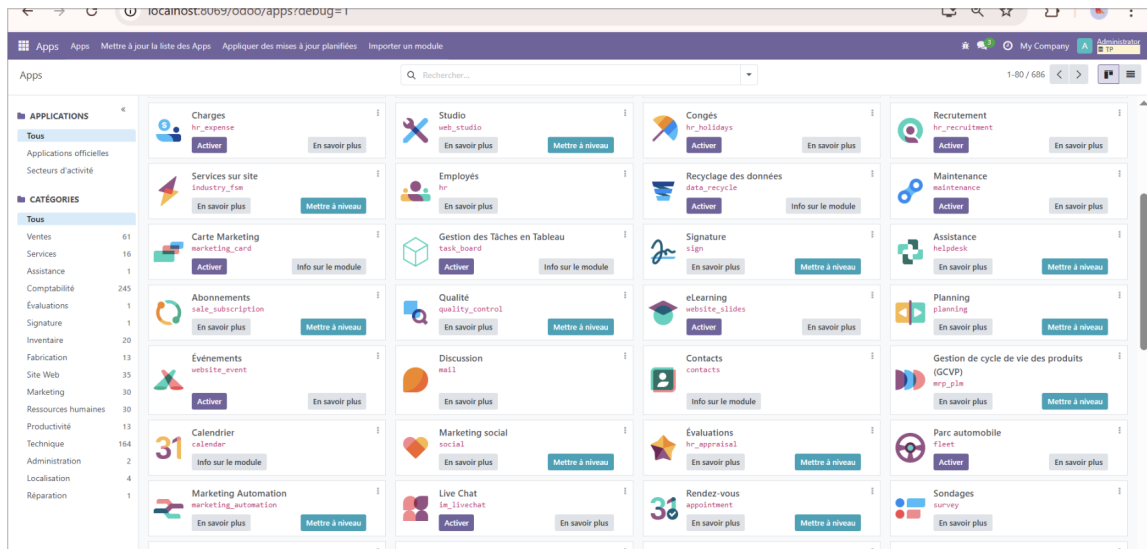 localhost:8069/odoo/apps?debug=1
Apps Apps Mettre à jour la liste des Apps Appliquer des mises à jour planifiées Importer un module 3 My Company A Administrator
TP
Apps Rechercher... 1-80 / 686
APPLICATIONS
Tous
Applications officielles
Secteurs d'activité
CATÉGORIES
Tous
Ventes 61
Services 16
Assistance 1
Comptabilité 245
Évaluations 1
Signature 1
Inventaire 20
Fabrication 13
Site Web 35
Marketing 30
Ressources humaines 30
Productivité 13
Technique 164
Administration 2
Localisation 4
Réparation 1
Charges
hr_expense
Activer En savoir plus
Studio
web_studio
En savoir plus Mettre à niveau
Congés
hr_holidays
Activer En savoir plus
Recrutement
hr_recruitment
Activer En savoir plus
Services sur site
industry_fsm
En savoir plus Mettre à niveau
Employés
hr
En savoir plus
Recyclage des données
data_recycle
Activer Info sur le module
Maintenance
maintenance
Activer En savoir plus
Carte Marketing
marketing_card
Activer Info sur le module
Gestion des Tâches en Tableau
task_board
Activer Info sur le module
Signature
sign
En savoir plus Mettre à niveau
Assistance
helpdesk
En savoir plus Mettre à niveau
Abonnements
sale_subscription
En savoir plus Mettre à niveau
Qualité
quality_control
En savoir plus Mettre à niveau
eLearning
website_slides
Activer En savoir plus
Planning
planning
En savoir plus Mettre à niveau
Événements
website_event
Activer En savoir plus
Discussion
mail
En savoir plus
Contacts
contacts
Info sur le module
Gestion de cycle de vie des produits
(GCVP)
mrp_plm
En savoir plus Mettre à niveau
31
Calendrier
calendar
Info sur le module
Marketing social
social
En savoir plus Mettre à niveau
Évaluations
hr_appraisal
En savoir plus Mettre à niveau
Parc automobile
fleet
Activer En savoir plus
Marketing Automation
marketing_automation
En savoir plus Mettre à niveau
Live Chat
im_livechat
Activer En savoir plus
31
Rendez-vous
appointment
En savoir plus Mettre à niveau
Sondages
survey
En savoir plus